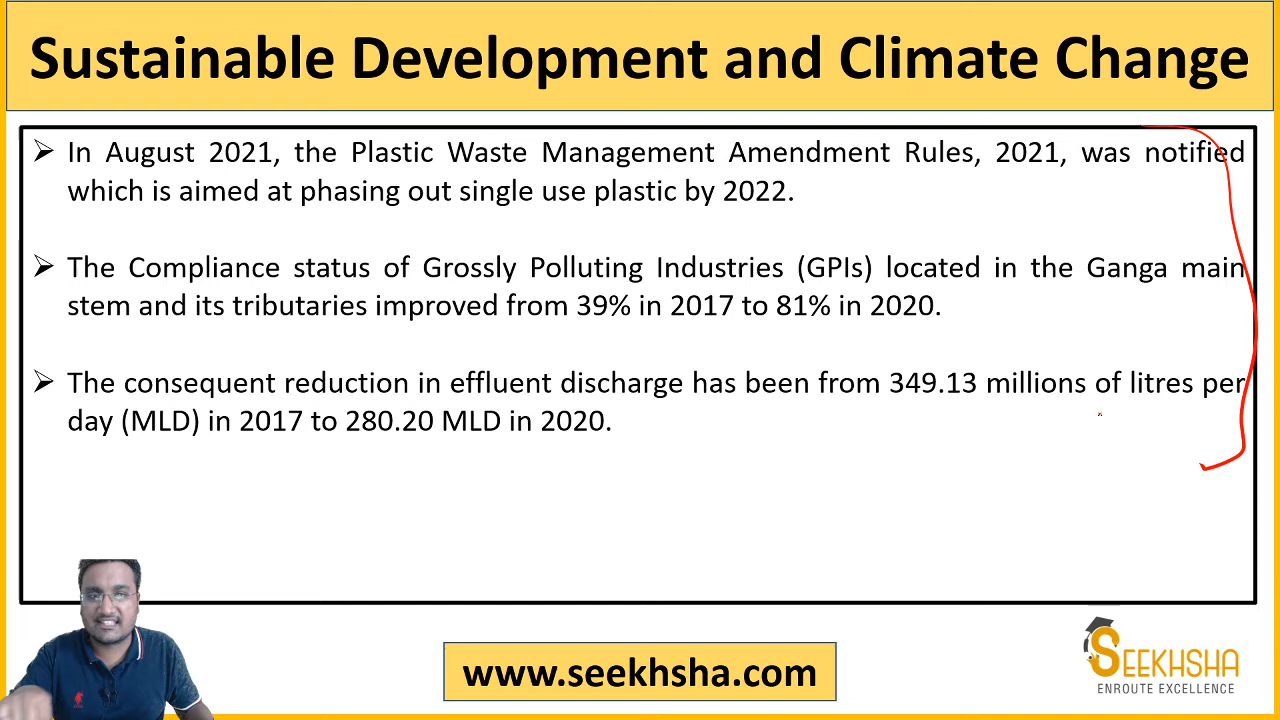 Sustainable Development and Climate Change
➢ In August 2021, the Plastic Waste Management Amendment Rules, 2021, was notified
which is aimed at phasing out single use plastic by 2022.
➢ The Compliance status of Grossly Polluting Industries (GPIs) located in the Ganga main
stem and its tributaries improved from 39% in 2017 to 81% in 2020.
➢ The consequent reduction in effluent discharge has been from 349.13 millions of litres per
day (MLD) in 2017 to 280.20 MLD in 2020.
www.seekhsha.com
SEEKHSHA
ENROUTE EXCELLENCE